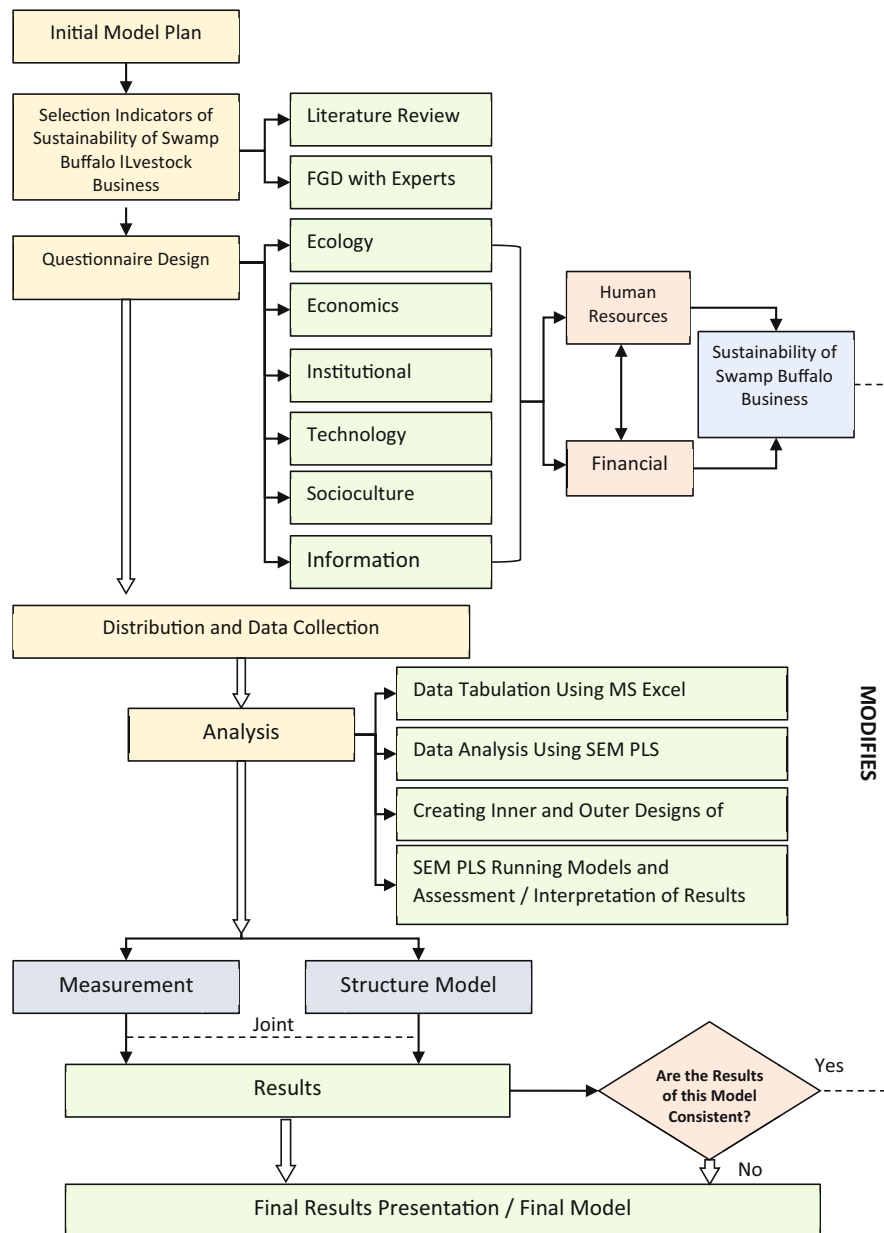 Initial Model Plan
Selection Indicators of
Sustainability of Swamp
Buffalo lLvestock
Business
Literature Review
FGD with Experts
Questionnaire Design
Ecology
Economics
Institutional
Technology
Socioculture
Information
Human
Resources
Financial
Sustainability of
Swamp Buffalo
Business
Distribution and Data Collection
Analysis
Data Tabulation Using MS Excel
Data Analysis Using SEM PLS
Creating Inner and Outer Designs of
SEM PLS Running Models and
Assessment / Interpretation of Results
MODIFIES
Measurement
Structure Model
Joint
Results
Are the Results
of this Model
Consistent?
Yes
No
Final Results Presentation / Final Model